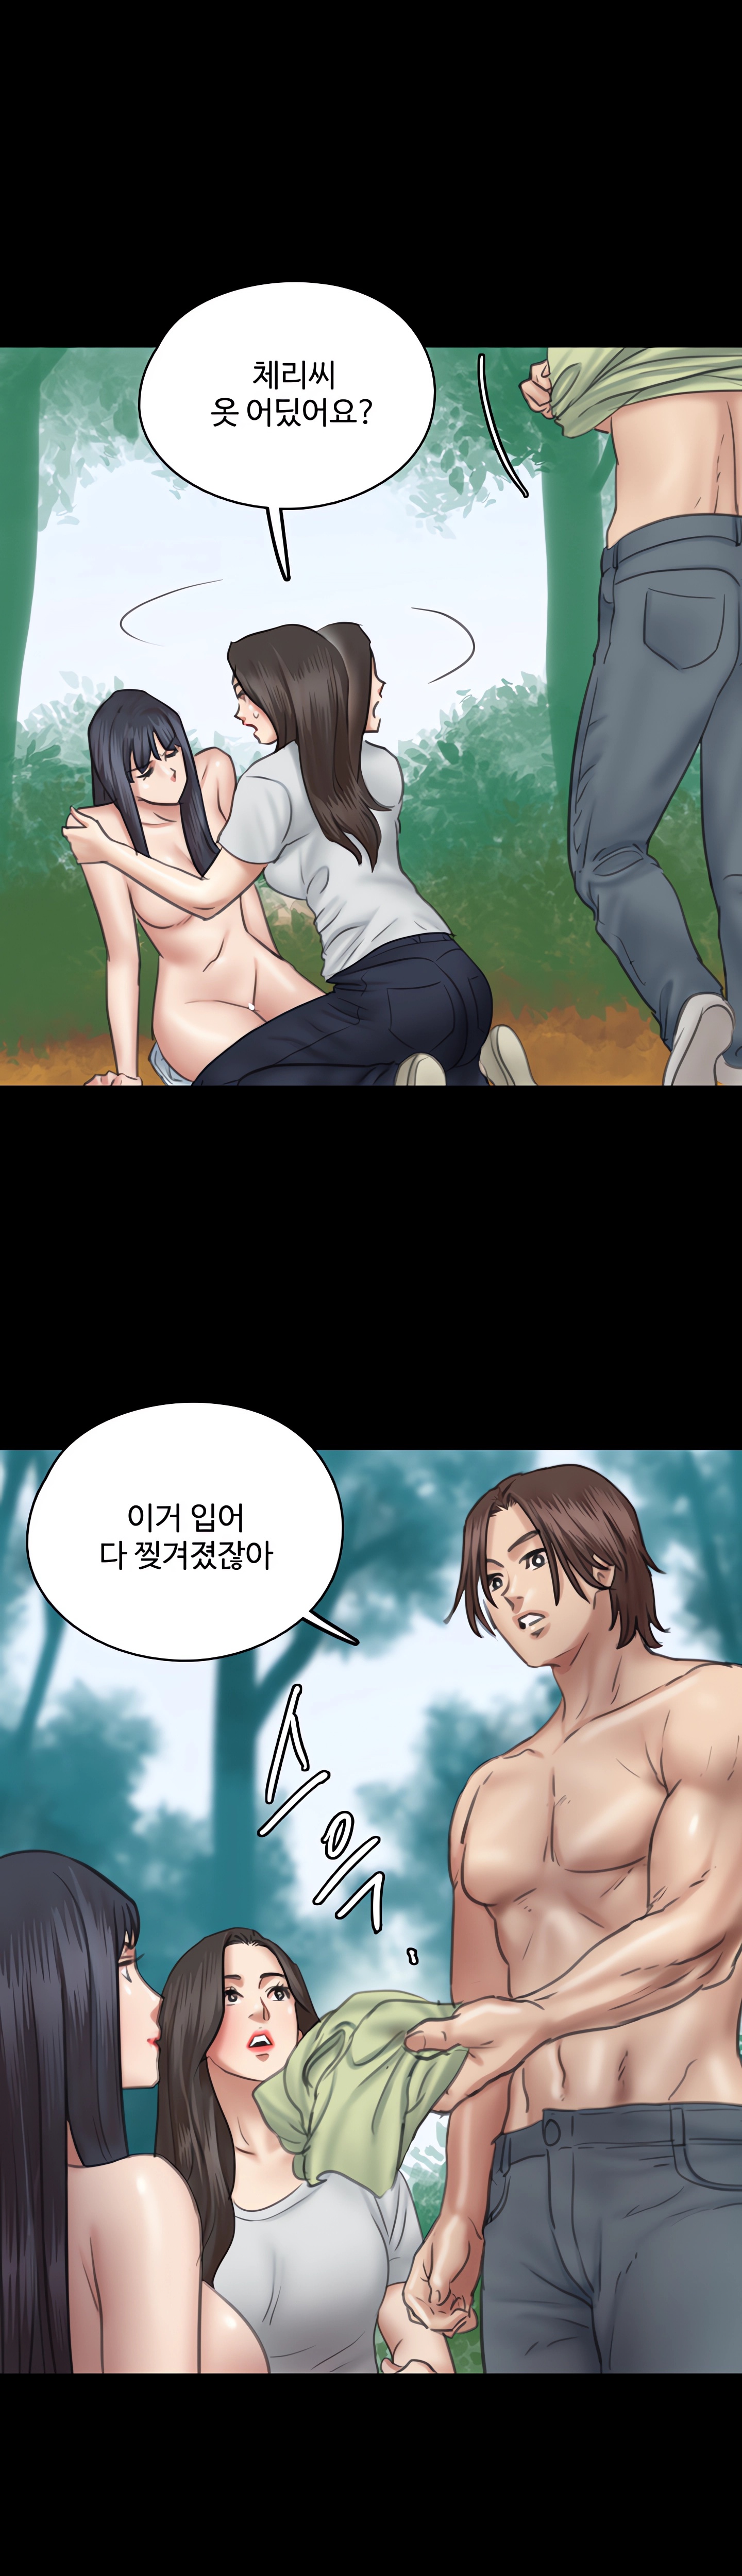 체리씨
옷 어딨어요?
이거 입어
다 찢겨졌잖아
스윽